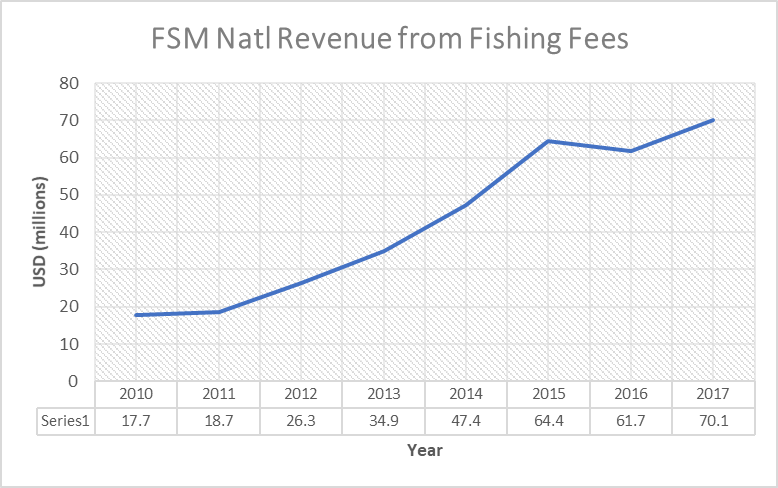 FSM Natl Revenue from Fishing Fees
80
70
60
50
40
30
20
10
0
USD (millions)
2010 2011 2012 2013 2014 2015 2016 2017
Series1 17.7 18.7 26.3 34.9 47.4 64.4 61.7 70.1
Year